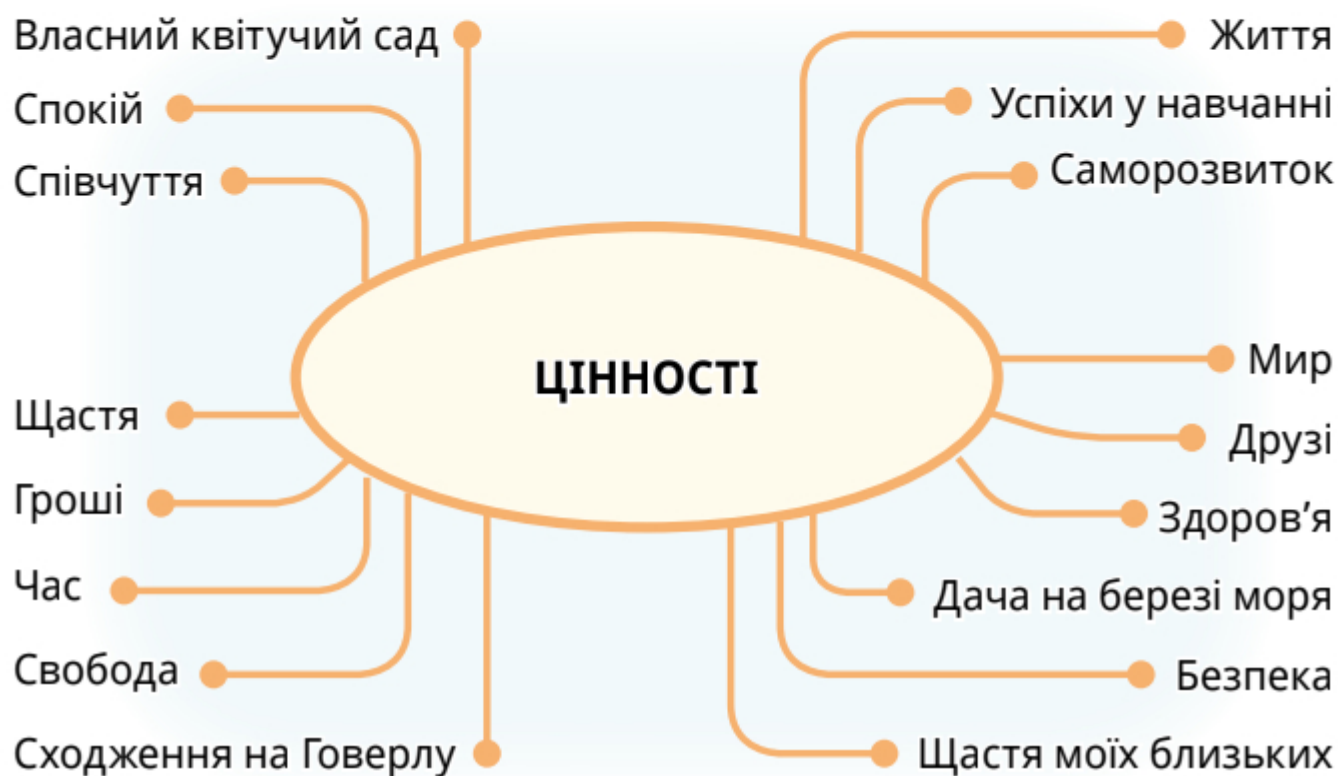 Власний квітучий сад
Спокій
Співчуття
Щастя
Гроші
Час
Свобода
Сходження на Говерлу
ЦІННОСТІ
Життя
Успіхи у навчанні
Саморозвиток
Мир
Друзі
Здоров’я
Дача на березі моря
Безпека
Щастя моїх близьких